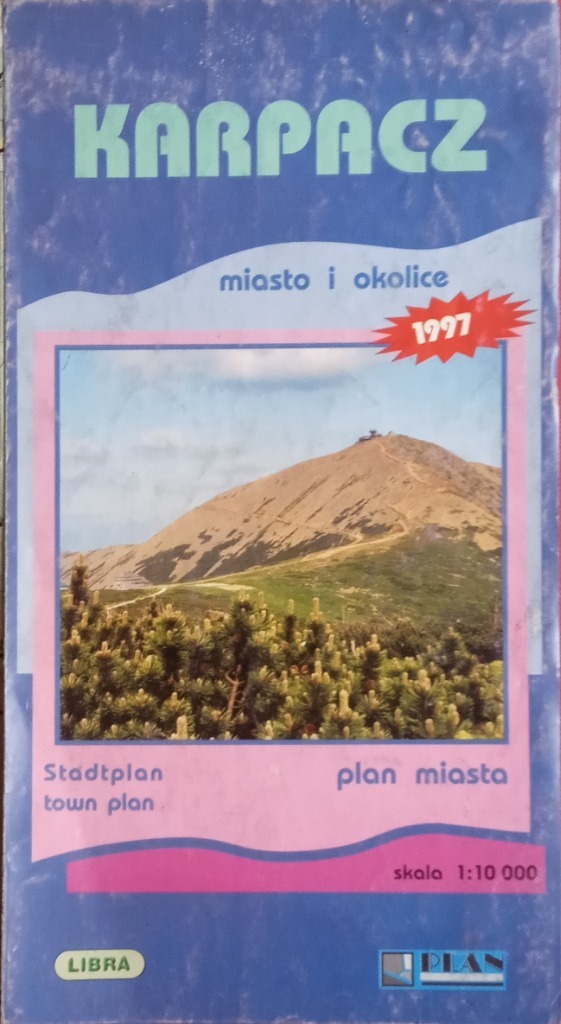 KARPACZ
miasto i okolice
1997
Stadtplan
town plan
plan miasta
skala 1:10 000
LIBRA
PLAN